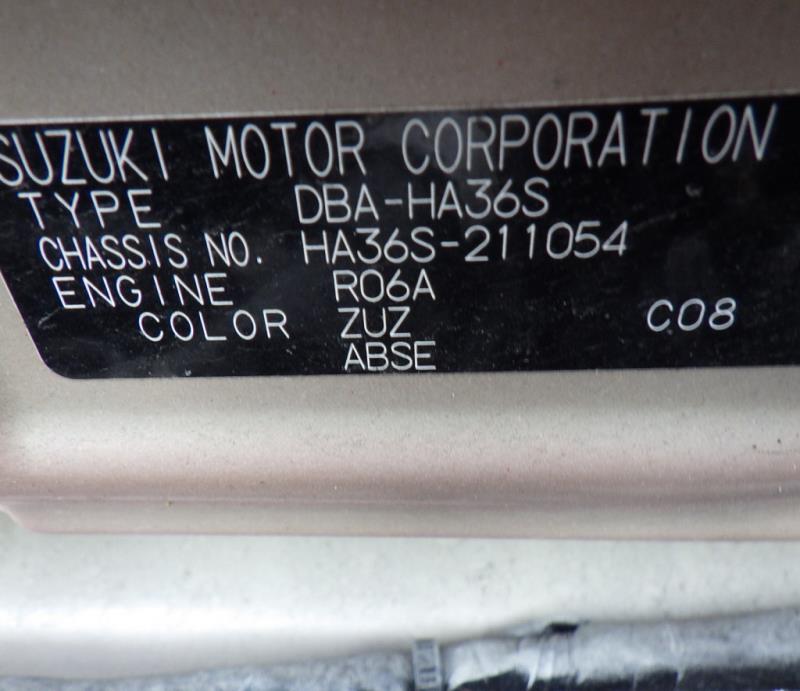 SUZUKI MOTOR CORPORATION
TYPE DBA-HA36S
CHASSIS NO. HA36S-211054
ENGINE R06A
COLOR ZUZ C08
ABSE